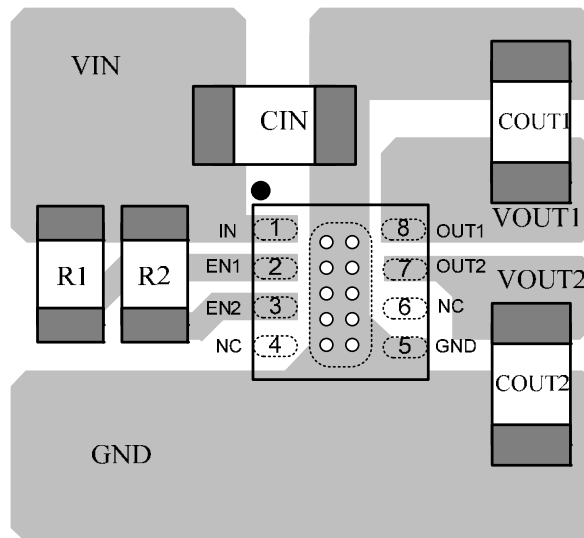 VIN
CIN
COUT1
VOUT1
IN 1 8 OUT1
EN1 2 7 OUT2
EN2 3 6 NC
NC 4 5 GND
R1 R2
VOUT2
COUT2
GND